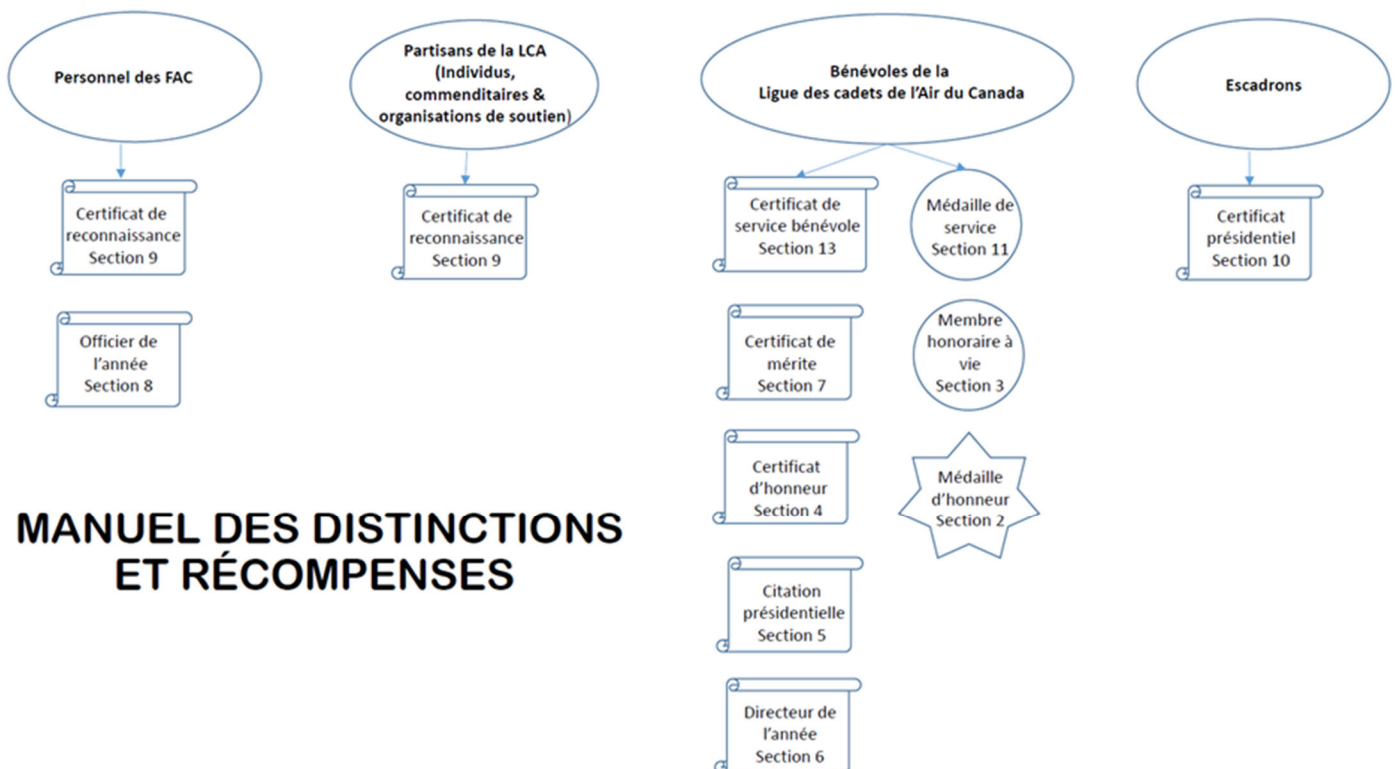 Personnel des FAC
Partisans de la LCA
(Individus,
commenditaires &
organisations de soutien)
Bénévoles de la
Ligue des cadets de l'Air du Canada
Escadrons
Certificat de
reconnaissance
Section 9
Officier de
l'année
Section 8
Certificat de
reconnaissance
Section 9
Certificat de
service bénévole
Section 13
Certificat de
mérite
Section 7
Certificat
d'honneur
Section 4
Citation
présidentielle
Section 5
Directeur de
l'année
Section 6
Médaille de
service
Section 11
Membre
honoraire à
vie
Section 3
Médaille
d'honneur
Section 2
Certificat
présidentiel
Section 10
MANUEL DES DISTINCTIONS
ET RÉCOMPENSES